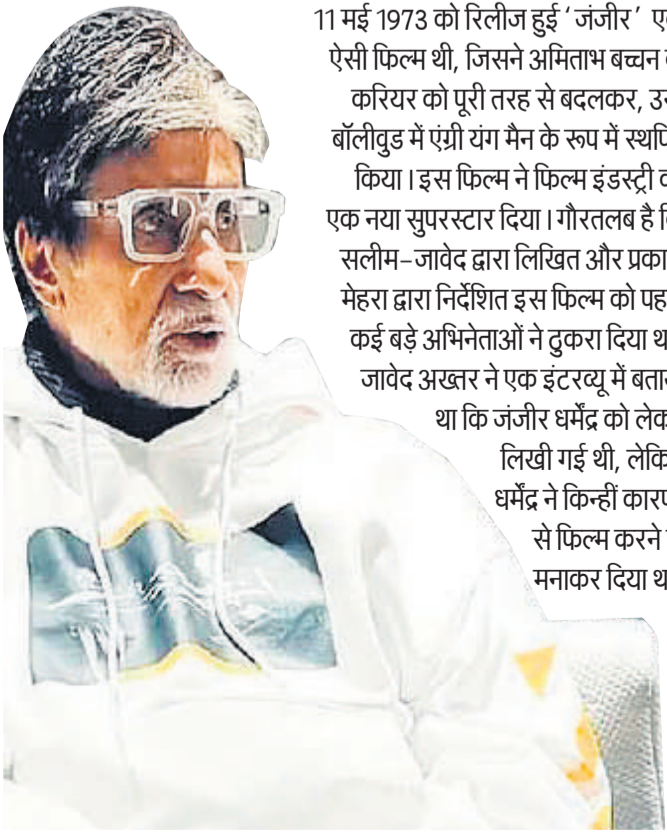 11 मई 1973 को रिलीज हुई ‘जंजीर’
ऐसी फिल्म थी, जिसने अमिताभ बच्चन
करियर को पूरी तरह से बदलकर,
बॉलीवुड में एंग्री यंग मैन के रूप में
किया। इस फिल्म ने फिल्म इंडस्ट्री
एक नया सुपरस्टार दिया। गौरतलब है
सलीम-जावेद द्वारा लिखित और
मेहरा द्वारा निर्देशित इस फिल्म को
कई बड़े अभिनेताओं ने ठुकरा दिया
जावेद अख्तर ने एक इंटरव्यू में
था कि जंजीर धर्मेंद्र को
लिखी गई थी,
धर्मेंद्र ने किन्हीं
से फिल्म करने
मनाकर दिया